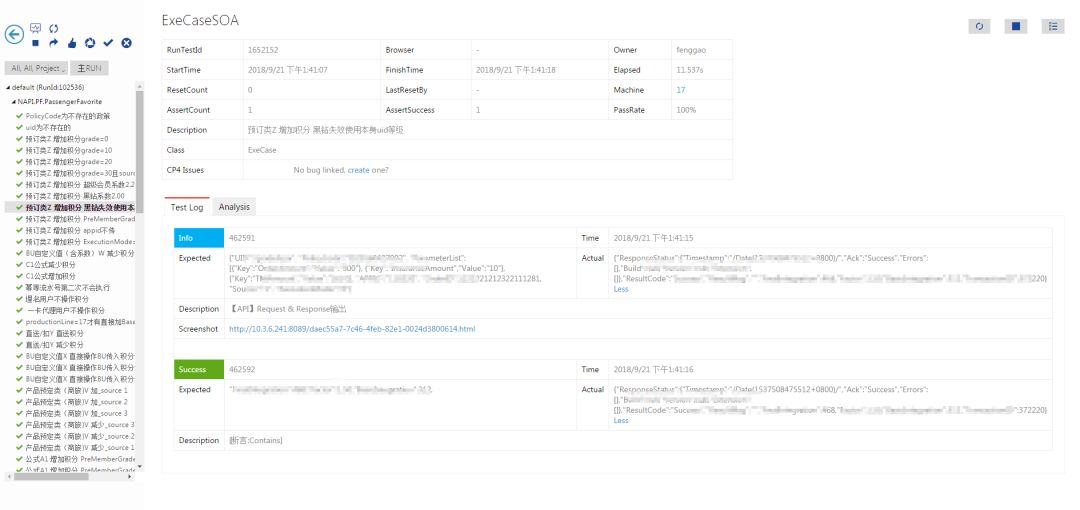 ExeCaseSOA
All, All, Project
主RUN
default (RunId:102536)
NAPI.PF.PassengerFavorite
PolicyCode为不存在的政策
uid为不存在的
预订类Z 增加积分grade=0
预订类Z 增加积分grade=10
预订类Z 增加积分grade=20
预订类Z 增加积分grade=30且sourc
预订类Z 增加积分 超级会员系数2.2
预订类Z 增加积分 黑钻系数2.00
预订类Z 增加积分 黑钻失效使用本
预订类Z 增加积分 PreMemberGrad
预订类Z 增加积分 appid不传
预订类Z 增加积分 ExecutionMode=
BU自定义值（含系数）W 减少积分
C1公式减少积分
C1公式增加积分
幂等流水号第二次不会执行
匿名用户不操作积分
一卡代理用户不操作积分
productionLine=17才有直接加Base
直送/扣Y 直送积分
直送/扣Y 减少积分
BU自定义值X 直接操作BU传入积分
BU自定义值X 直接操作BU传入积分
BU自定义值X 直接操作BU传入积分
产品预定类（商旅)V 加_source 1
产品预定类（商旅)V 加_source 2
产品预定类（商旅)V 加_source 3
产品预定类（商旅)V 减少_source 3
产品预定类（商旅)V 减少_source 2
产品预定类（商旅)V 减少_source 1
公式A1 增加积分 PreMemberGrade
公式A1 增加积分 PreMemberGrade
RunTestId 1652152 Browser - Owner fenggao
StartTime 2018/9/21 下午1:41:07 FinishTime 2018/9/21 下午1:41:18 Elapsed 11.537s
ResetCount 0 LastResetBy - Machine 17
AssertCount 1 AssertSuccess 1 PassRate 100%
Description 预订类Z 增加积分 黑钻失效使用本身uid等级
Class ExeCase
CP4 Issues No bug linked, create one?
Test Log Analysis
Info 462591 Time 2018/9/21 下午1:41:15
Expected {"UI ParameterList":
[{"Key":"Or 500"}, {"Key": Amount","Value":"10"},
{"Key":"T 21212322111281,
"Sour
Actual {"ResponseStatus":{"Timestamp":"/Date(15 +0800)/","Ack":"Success","Errors":
[],"Build
[]},"ResultCode":"Success" 220}
Less
Description 【API】Request & Response输出
Screenshot http://10.3.6.241:8089/daec55a7-7c46-4feb-82e1-0024d3800614.html
Success 462592 Time 2018/9/21 下午1:41:16
Expected
Actual {"ResponseStatus":{"Timestamp":"/Date(1537508475512+0800)/","Ack":"Success","Errors":
[],"Bu
[]},"ResultCode":"Succe 468, :372220}
Less
Description [断言:Contains]